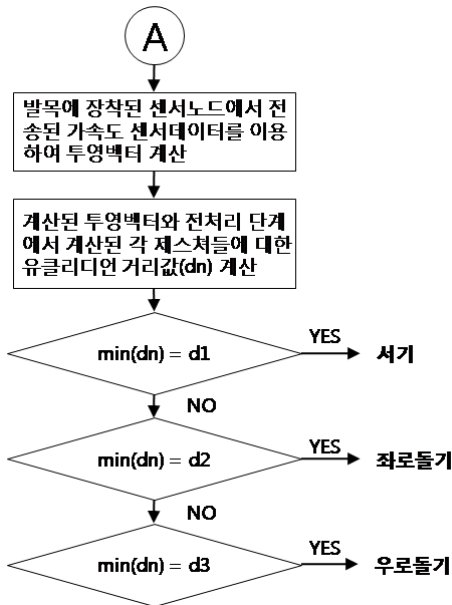 A
발목에 장착된 센서노드에서 전
송된 가속도 센서데이터를 이용
하여 투영벡터 계산
계산된 투영벡터와 전처리 단계
에서 계산된 각 제스쳐들에 대한
유클리디언 거리값(dn) 계산
min(dn) = d1
YES
서기
NO
min(dn) = d2
YES
좌로돌기
NO
min(dn) = d3
YES
우로돌기